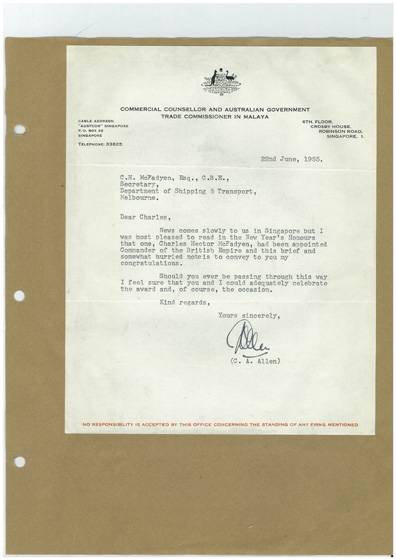 COMMERCIAL COUNSELLOR AND AUSTRALIAN GOVERNMENT
TRADE COMMISSIONER IN MALAYA
CABLE ADDRESS:
"AUSTCOM" SINGAPORE
P.O. BOX
SINGAPORE
TELEPHONE: 33825
6TH. FLOOR,
CROSBY HOUSE,
ROBINSON ROAD,
SINGAPORE, 1.
22nd June, 1955.
C.H. McFadyen, Esq., C.B.E.,
Secretary,
Department of Shipping & Transport,
Melbourne.
Dear Charles,
News comes slowly to us in Singapore but I
was most pleased to read in the New Year's Honours
that one, Charles Hector McFadyen, had been appointed
Commander of the British Empire and this brief and
somewhat hurried note is to convey to you my
congratulations.
Should you ever be passing through this way
I feel sure that you and I could adequately celebrate
the award and, of course, the occasion.
Kind regards,
Yours sincerely,
Allen
(C. A. Allen)
NO RESPONSIBILITY IS ACCEPTED BY THIS OFFICE CONCERNING THE STANDING OF ANY FIRMS MENTIONED